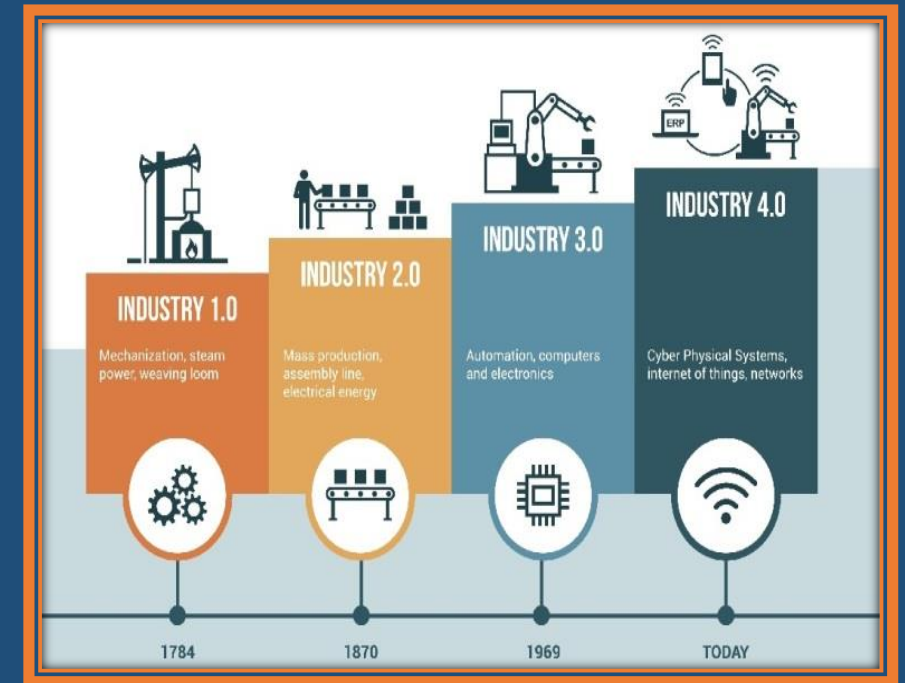 ERP
INDUSTRY 1.0
Mechanization, steam
power, weaving loom
INDUSTRY 2.0
Mass production,
assembly line,
electrical energy
INDUSTRY 3.0
Automation, computers
and electronics
INDUSTRY 4.0
Cyber Physical Systems,
internet of things, networks
1784
1870
1969
TODAY